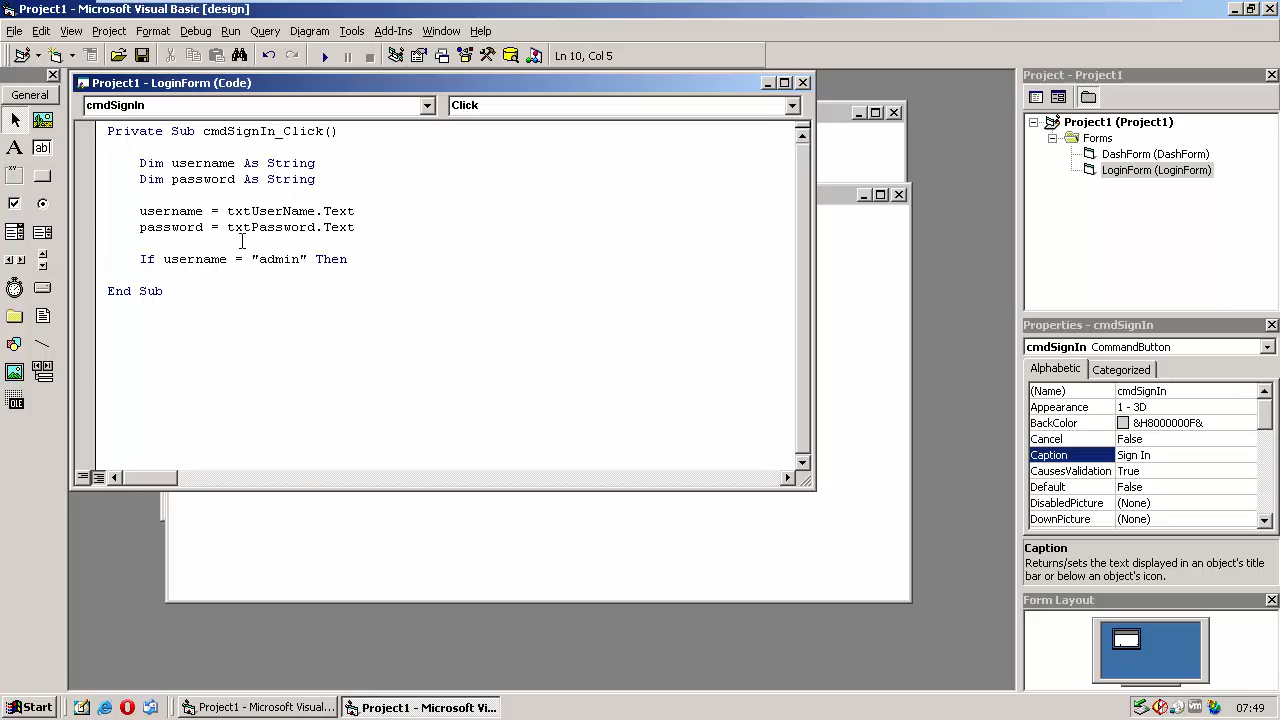 Project1 - Microsoft Visual Basic [design]
File Edit View Project Format Debug Run Query Diagram Tools Add-Ins Window Help
Ln 10, Col 5
General
Project1 - LoginForm (Code)
cmdSignIn
Click
Private Sub cmdSignIn_Click()
Dim username As String
Dim password As String
username = txtUserName.Text
password = txtPassword.Text
If username = "admin" Then
End Sub
Project - Project1
Project1 (Project1)
Forms
DashForm (DashForm)
LoginForm (LoginForm)
Properties - cmdSignIn
cmdSignIn CommandButton
Alphabetic Categorized
(Name) cmdSignIn
Appearance 1 - 3D
BackColor &H8000000F&
Cancel False
Caption Sign In
CausesValidation True
Default False
DisabledPicture (None)
DownPicture (None)
Caption
Returns/sets the text displayed in an object's title
bar or below an object's icon.
Form Layout
Start
Project1 - Microsoft Visual...
Project1 - Microsoft Vi...
07:49